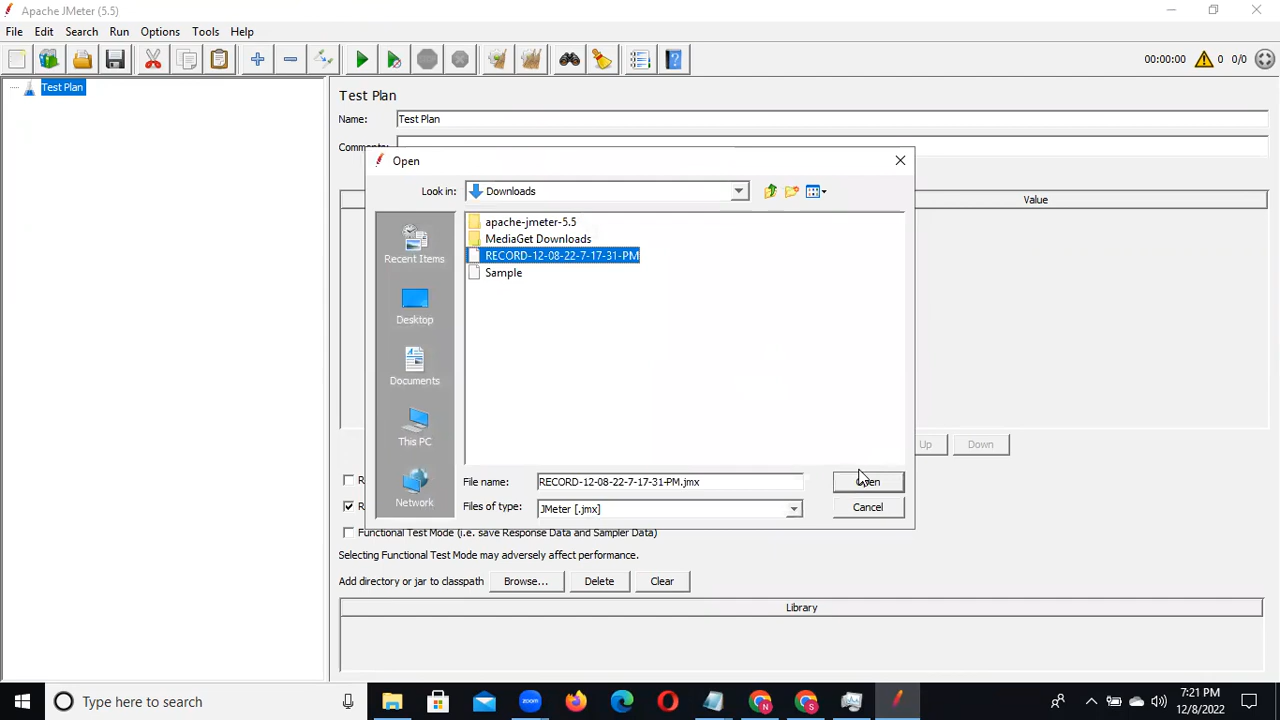 Apache JMeter (5.5)
File Edit Search Run Options Tools Help
00:00:00 0 0/0
Test Plan
Test Plan
Name: Test Plan
Comments:
Open
Look in: Downloads
Value
apache-jmeter-5.5
MediaGet Downloads
RECORD-12-08-22-7-17-31-PM
Sample
Recent Items
Desktop
Documents
This PC
Network
Up Down
File name: RECORD-12-08-22-7-17-31-PM.jmx Open
Files of type: JMeter [.jmx] Cancel
Functional Test Mode (i.e. save Response Data and Sampler Data)
Selecting Functional Test Mode may adversely affect performance.
Add directory or jar to classpath Browse... Delete Clear
Library
Type here to search
zoom
N
S
7:21 PM
12/8/2022